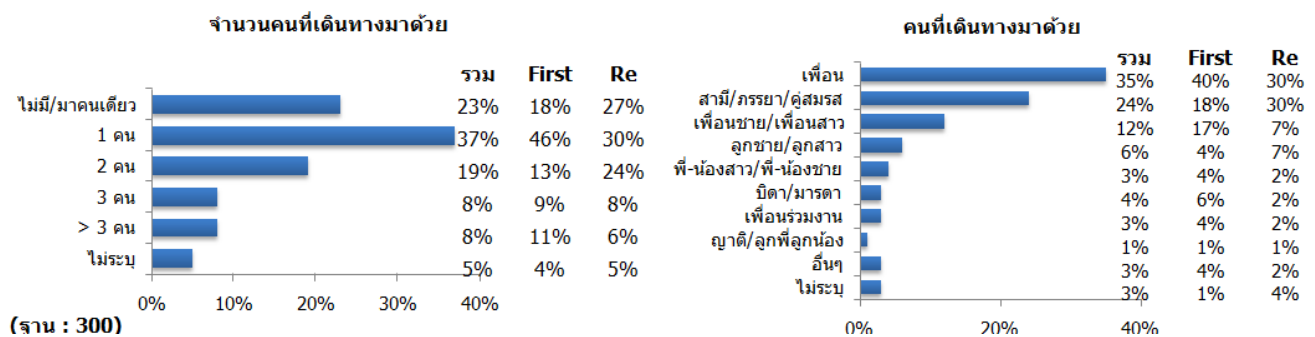 จำนวนคนที่เดินทางมาด้วย
รวม First Re
ไม่มี/มาคนเดียว 23% 18% 27%
1 คน 37% 46% 30%
2 คน 19% 13% 24%
3 คน 8% 9% 8%
> 3 คน 8% 11% 6%
ไม่ระบุ 5% 4% 5%
0% 10% 20% 30% 40%
(ฐาน : 300)
คนที่เดินทางมาด้วย
รวม First Re
เพื่อน 35% 40% 30%
สามี/ภรรยา/คู่สมรส 24% 18% 30%
เพื่อนชาย/เพื่อนสาว 12% 17% 7%
ลูกชาย/ลูกสาว 6% 4% 7%
พี่-น้องสาว/พี่-น้องชาย 3% 4% 2%
บิดา/มารดา 4% 6% 2%
เพื่อนร่วมงาน 3% 4% 2%
ญาติ/ลูกพี่ลูกน้อง 1% 1% 1%
อื่นๆ 3% 4% 2%
ไม่ระบุ 3% 1% 4%
0% 20% 40%